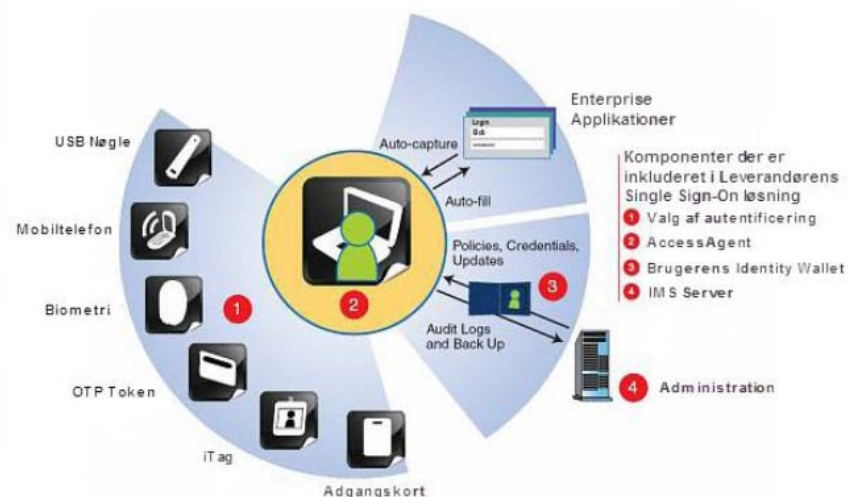 USB Nøgle
Mobiltelefon
Biometri
OTP Token
iTag
Adgangskort
1
2
Auto-capture
Auto-fill
Login
Bob
Enterprise
Applikationer
Policies, Credentials,
Updates
3
Audit Logs
and Back Up
4 Administration
Komponenter der er
inkluderet i Leverandørens
Single Sign-On løsning
1 Valg af autentificering
2 AccessAgent
3 Brugerens Identity Wallet
4 IMS Server